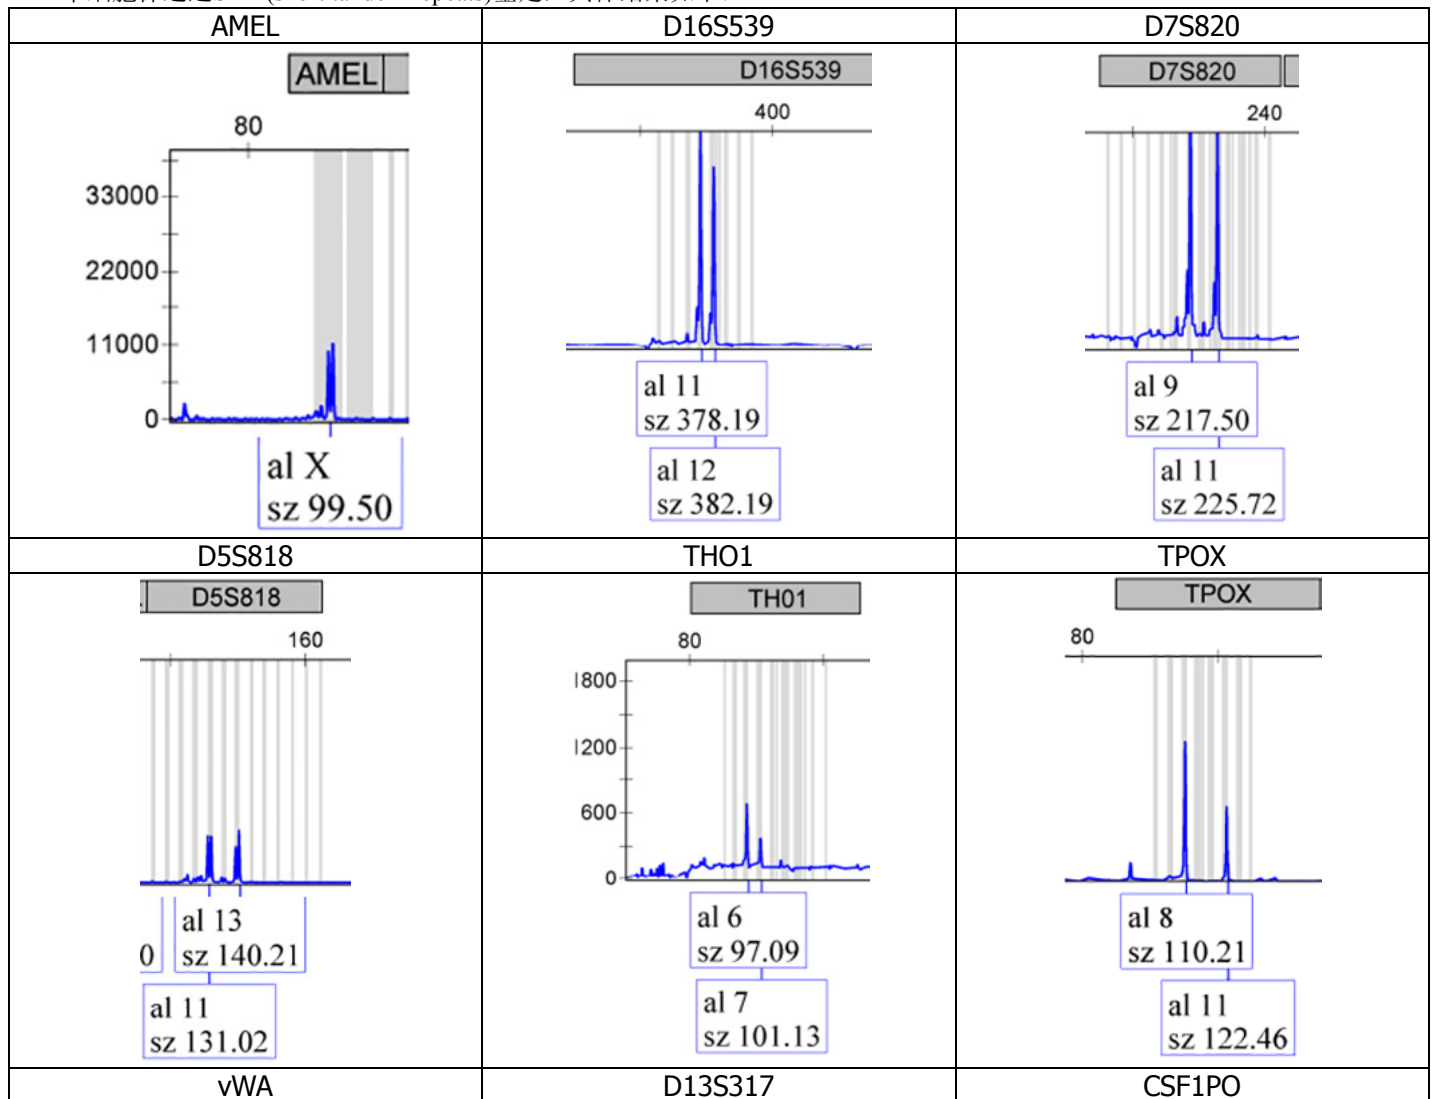 AMEL D16S539 D7S820
AMEL
80
33000
22000
11000
0
al X
sz 99.50
D16S539
400
al 11
sz 378.19
al 12
sz 382.19
D7S820
240
al 9
sz 217.50
al 11
sz 225.72
D5S818 THO1 TPOX
D5S818
160
0
al 13
sz 140.21
al 11
sz 131.02
TH01
80
1800
1200
600
0
al 6
sz 97.09
al 7
sz 101.13
TPOX
80
al 8
sz 110.21
al 11
sz 122.46
vWA D13S317 CSF1PO